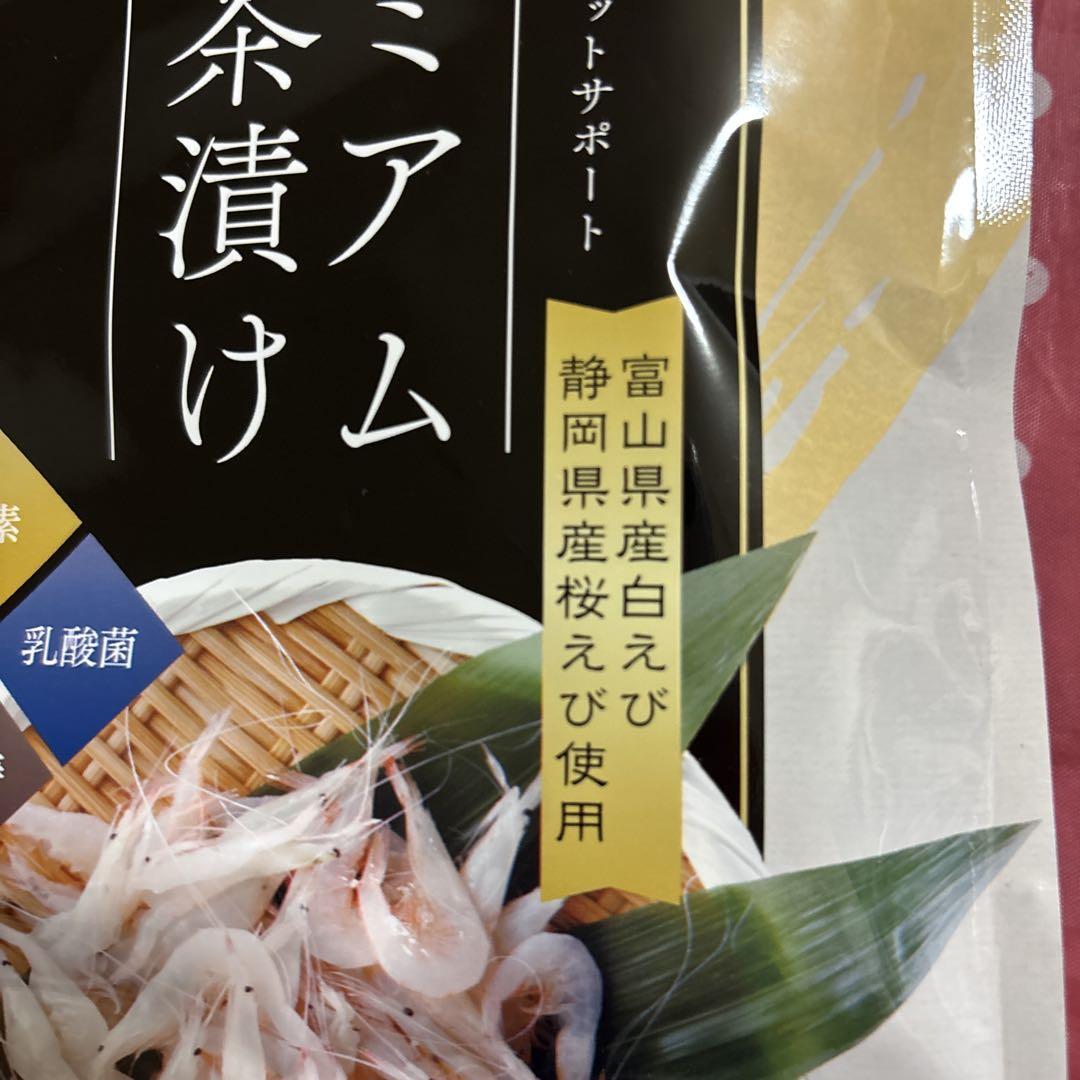 ットサポート
ミアム
茶漬け
富山県産白えび
静岡県産桜えび使用
素
乳酸菌